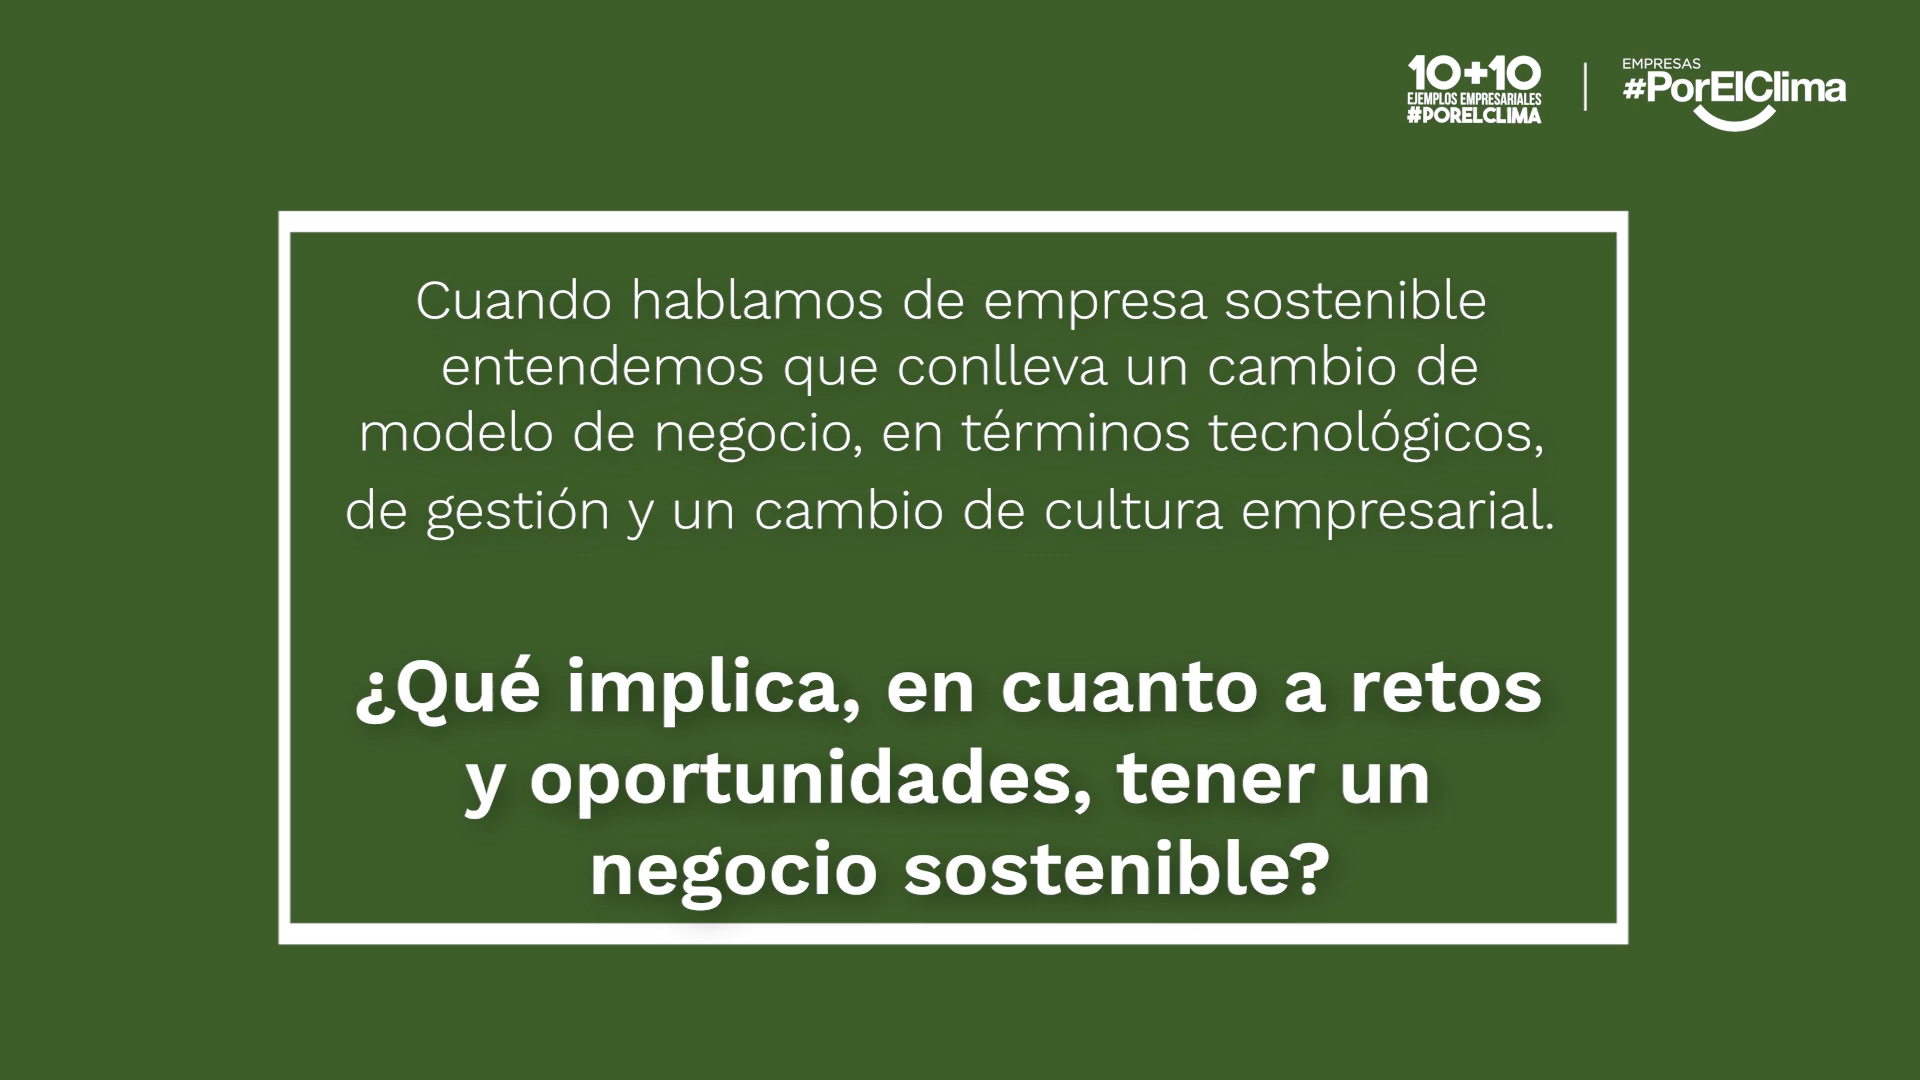 10+10
EJEMPLOS EMPRESARIALES
#PORELCLIMA
EMPRESAS
#PorElClima
Cuando hablamos de empresa sostenible
entendemos que conlleva un cambio de
modelo de negocio, en términos tecnológicos,
de gestión y un cambio de cultura empresarial.
¿Qué implica, en cuanto a retos
y oportunidades, tener un
negocio sostenible?